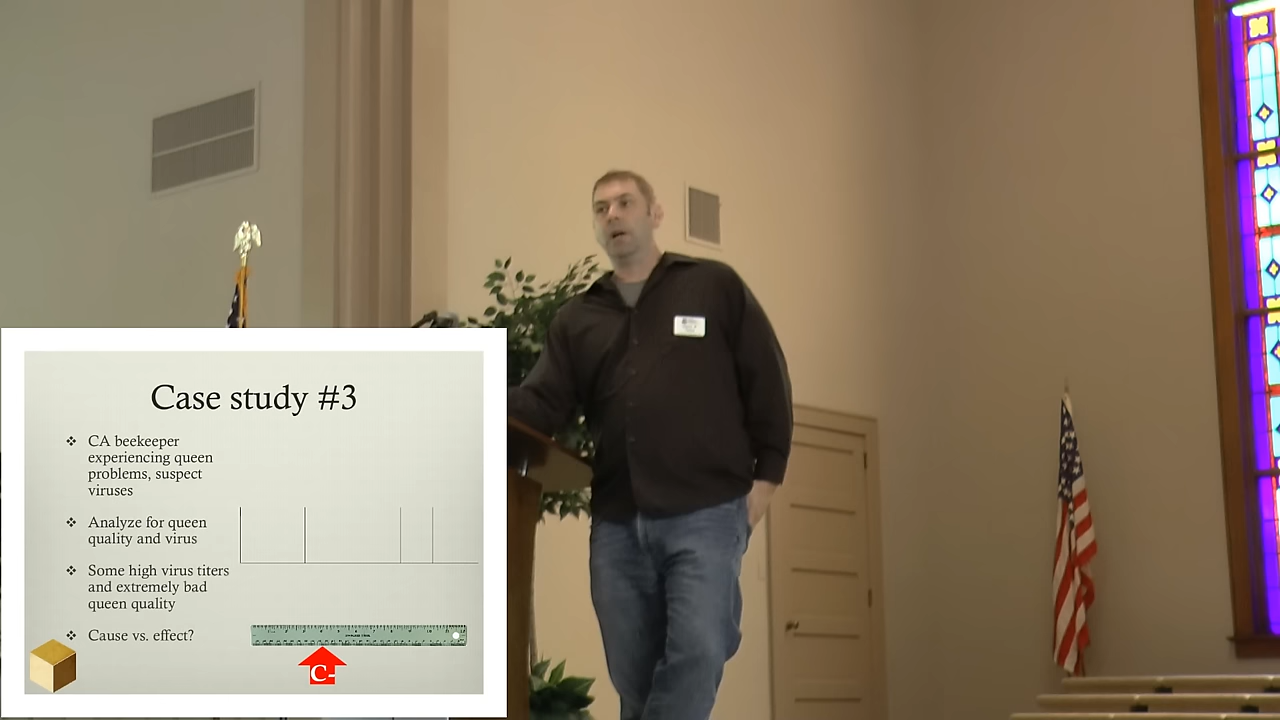 Case study #3
❖ CA beekeeper
experiencing queen
problems, suspect
viruses
❖ Analyze for queen
quality and virus
❖ Some high virus titers
and extremely bad
queen quality
❖ Cause vs. effect?
C-